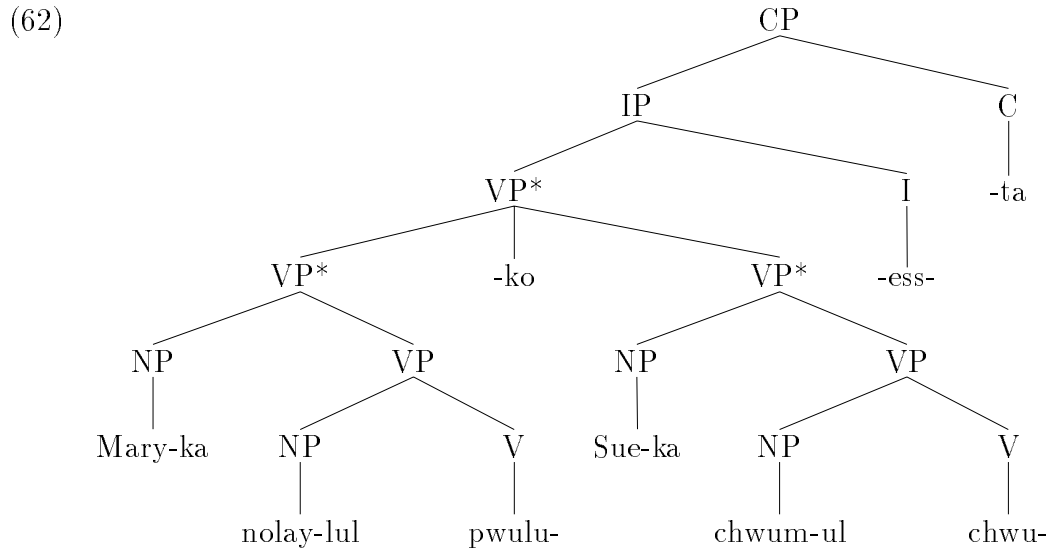 (62) CP
IP C
VP* I -ta
VP* -ko VP* -ess-
NP VP NP VP
Mary-ka NP V Sue-ka NP V
nolay-lul pwulu- chwum-ul chwu-